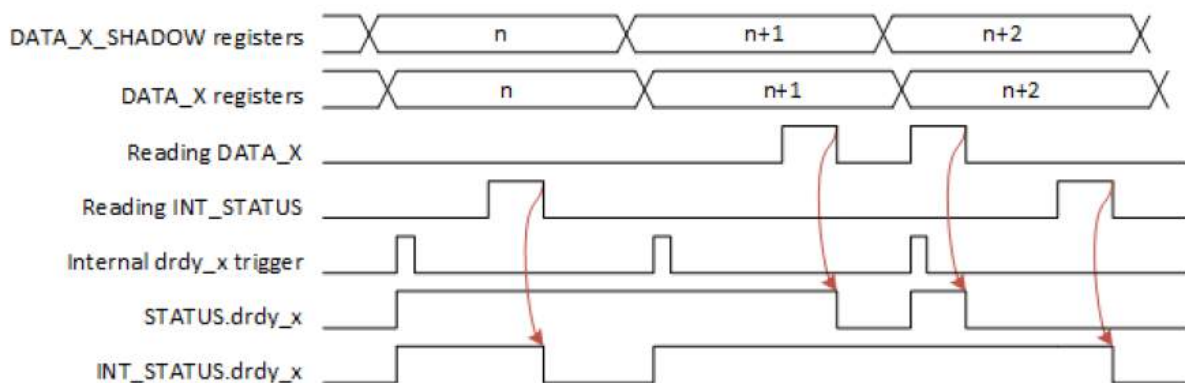 DATA_X_SHADOW registers
n
n+1
n+2
DATA_X registers
n
n+1
n+2
Reading DATA_X
Reading INT_STATUS
Internal drdy_x trigger
STATUS.drdy_x
INT_STATUS.drdy_x